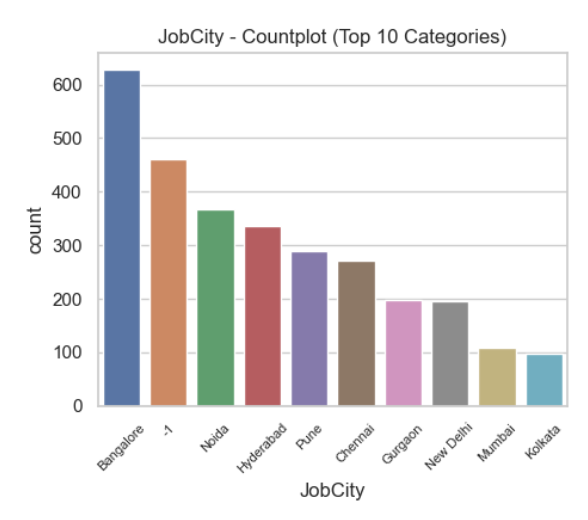 JobCity - Countplot (Top 10 Categories)
600
500
400
300
200
100
0
count
Bangalore
-1
Noida
Hyderabad
Pune
Chennai
Gurgaon
New Delhi
Mumbai
Kolkata
JobCity